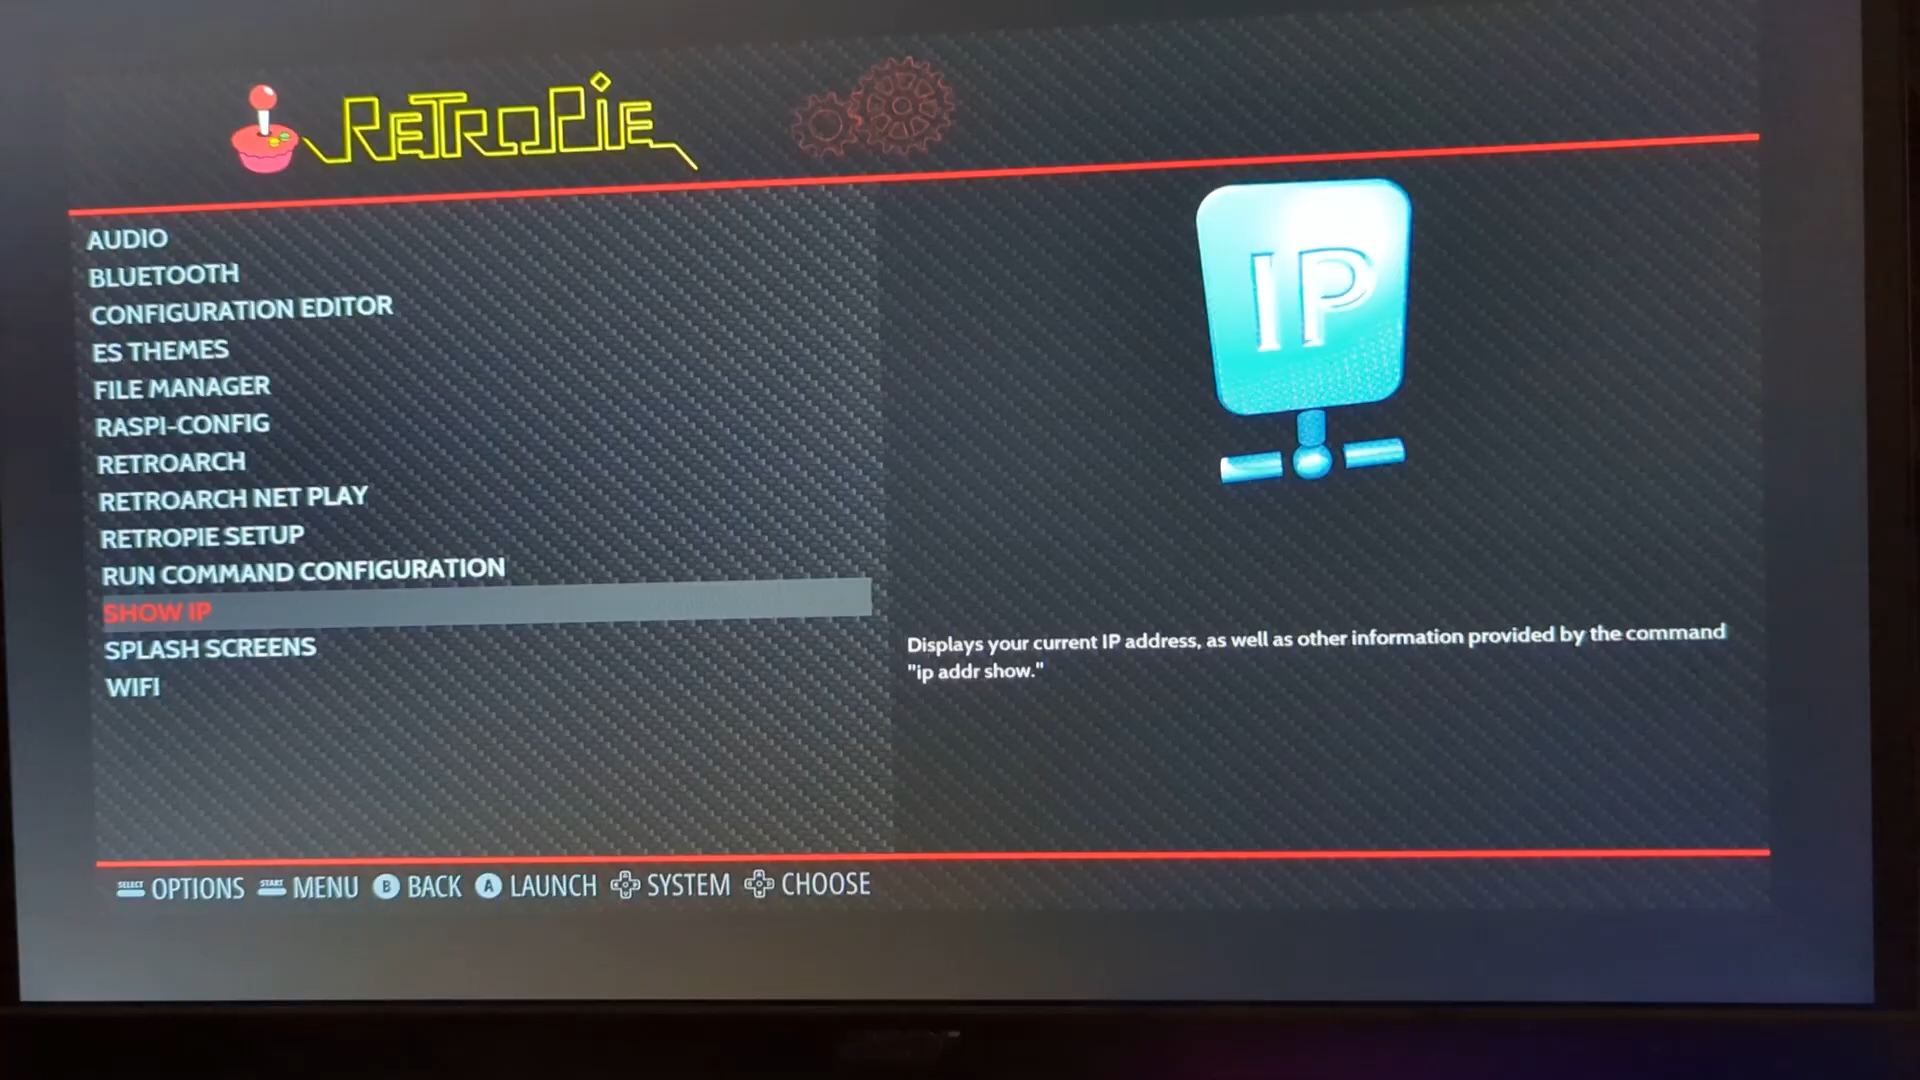 RETROPIE
AUDIO
BLUETOOTH
CONFIGURATION EDITOR
ES THEMES
FILE MANAGER
RASPI-CONFIG
RETROARCH
RETROARCH NET PLAY
RETROPIE SETUP
RUN COMMAND CONFIGURATION
SHOW IP
SPLASH SCREENS
WIFI
IP
Displays your current IP address, as well as other information provided by the command
"ip addr show."
SELECT OPTIONS START MENU B BACK A LAUNCH SYSTEM CHOOSE